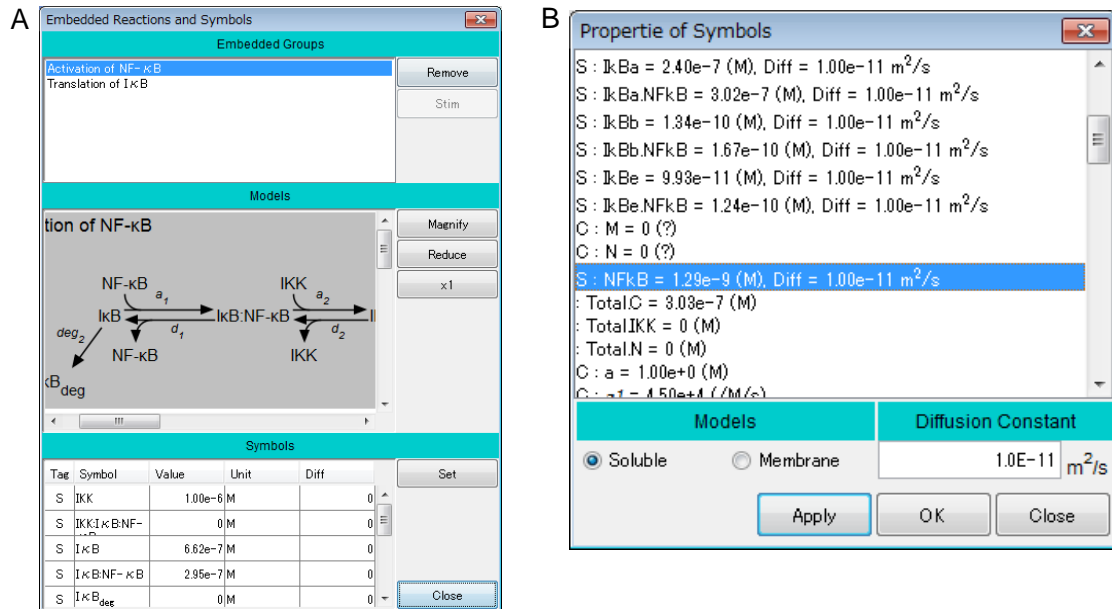 A
Embedded Reactions and Symbols
Embedded Groups
Activation of NF-κB
Translation of IκB
Remove
Stim
Models
tion of NF-κB
NF-κB
a1
IKK
a2
IκB
IκB:NF-κB
deg2
d1
d2
NF-κB
IKK
κBdeg
Magnify
Reduce
x1
Symbols
Tag Symbol Value Unit Diff
S IKK 1.00e-6 M 0
S IKK:IκB:NF- 0 M 0
S IκB 6.62e-7 M 0
S IκB:NF-κB 2.95e-7 M 0
S IκBdeg 0 M 0
Set
Close
B
Propertie of Symbols
S : IkBa = 2.40e-7 (M), Diff = 1.00e-11 m²/s
S : IkBa.NFkB = 3.02e-7 (M), Diff = 1.00e-11 m²/s
S : IkBb = 1.34e-10 (M), Diff = 1.00e-11 m²/s
S : IkBb.NFkB = 1.67e-10 (M), Diff = 1.00e-11 m²/s
S : IkBe = 9.93e-11 (M), Diff = 1.00e-11 m²/s
S : IkBe.NFkB = 1.24e-10 (M), Diff = 1.00e-11 m²/s
C : M = 0 (?)
C : N = 0 (?)
S : NFkB = 1.29e-9 (M), Diff = 1.00e-11 m²/s
: Total.C = 3.03e-7 (M)
: Total.IKK = 0 (M)
: Total.N = 0 (M)
C : a = 1.00e+0 (M)
C : a1 = 4.50e+4 (/M/s)
Models
Diffusion Constant
Soluble
Membrane
1.0E-11 m²/s
Apply
OK
Close